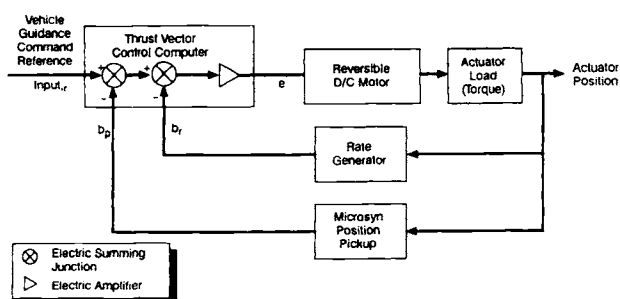 Vehicle
Guidance
Command
Reference
Input,r
Thrust Vector
Control Computer
+
-
+
-
e
Reversible
D/C Motor
Actuator
Load
(Torque)
Actuator
Position
bp
br
Rate
Generator
Microsyn
Position
Pickup
Electric Summing
Junction
Electric Amplifier